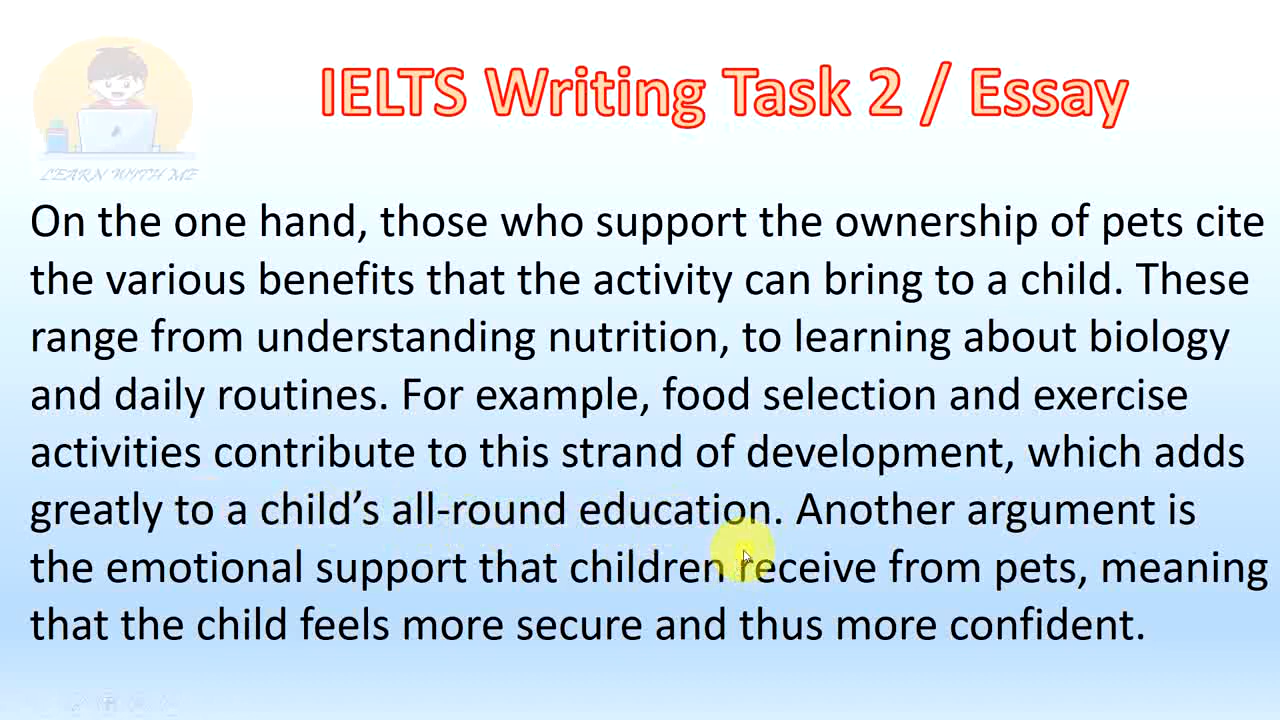 IELTS Writing Task 2 / Essay
LEARN WITH ME
On the one hand, those who support the ownership of pets cite
the various benefits that the activity can bring to a child. These
range from understanding nutrition, to learning about biology
and daily routines. For example, food selection and exercise
activities contribute to this strand of development, which adds
greatly to a child’s all-round education. Another argument is
the emotional support that children receive from pets, meaning
that the child feels more secure and thus more confident.